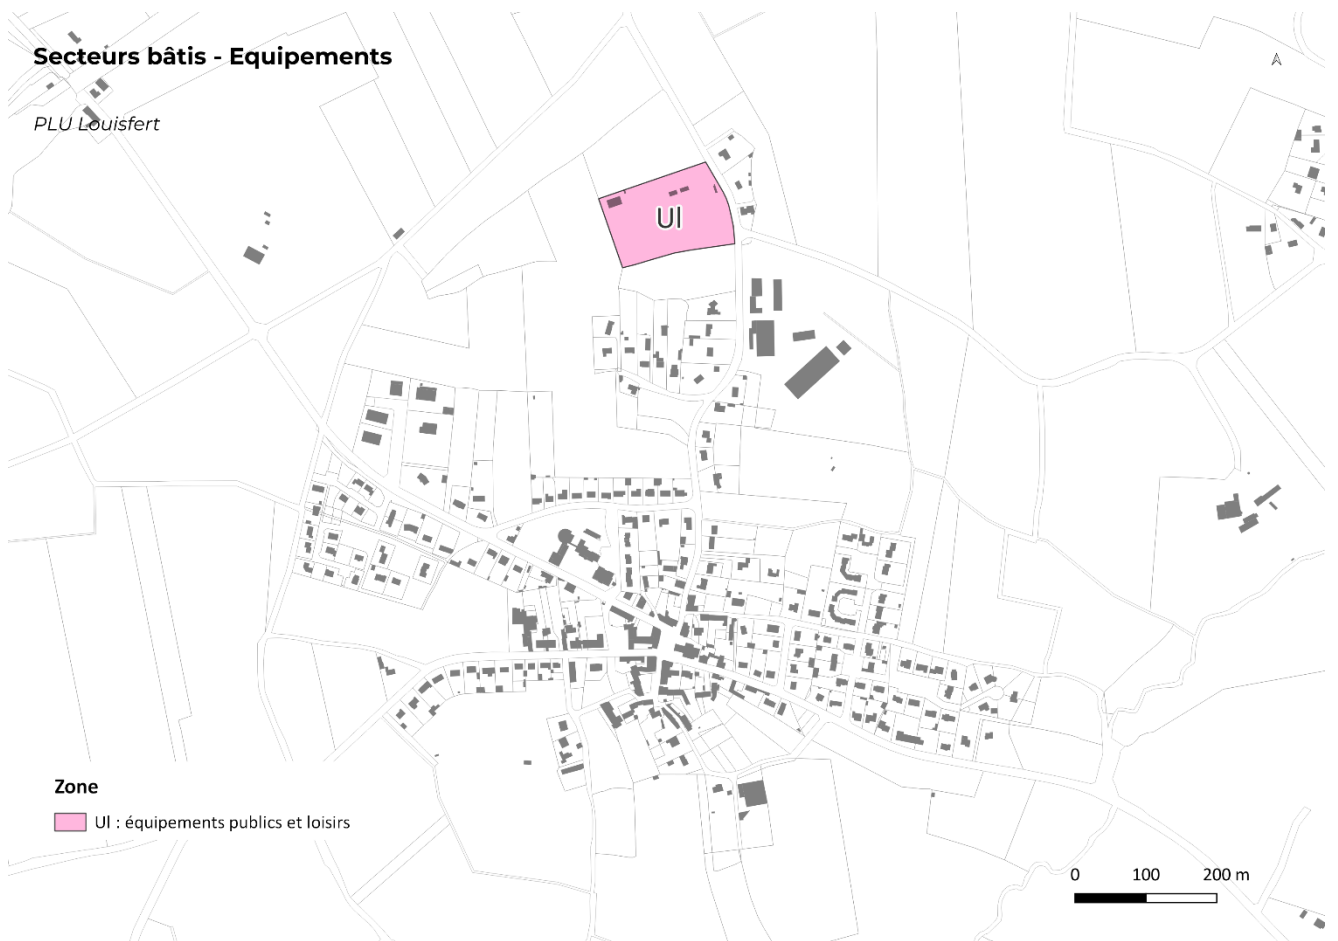 Secteurs bâtis - Equipements
PLU Louisfert
Ul
Zone
Ul : équipements publics et loisirs
0 100 200 m